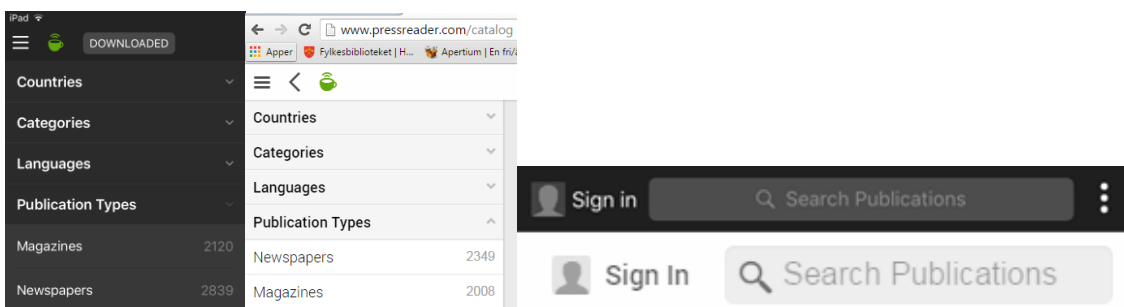 iPad
DOWNLOADED
Countries
Categories
Languages
Publication Types
Magazines 2120
Newspapers 2839
www.pressreader.com/catalog
Apper Fylkesbiblioteket | H... Apertium | En fri/å
Countries
Categories
Languages
Publication Types
Newspapers 2349
Magazines 2008
Sign in Search Publications
Sign In Search Publications